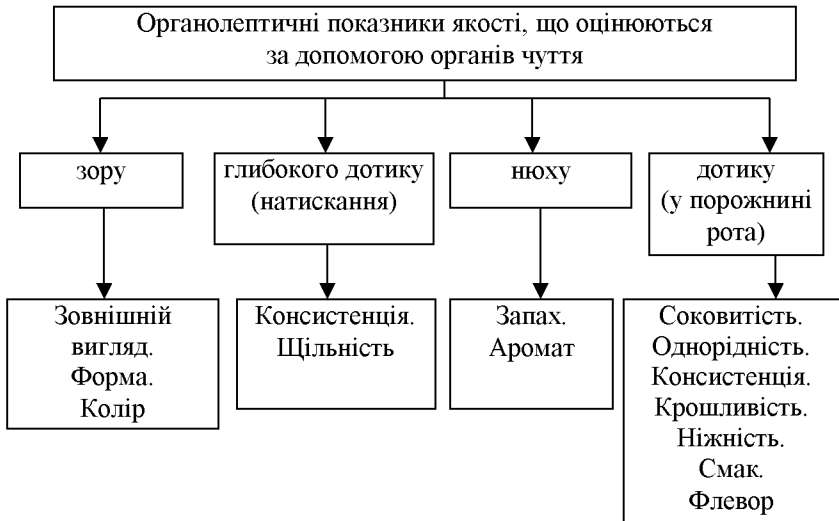 Органолептичні показники якості, що оцінюються
за допомогою органів чуття
зору
глибокого дотику
(натискання)
нюху
дотику
(у порожнині
рота)
Зовнішній
вигляд.
Форма.
Колір
Консистенція.
Щільність
Запах.
Аромат
Соковитість.
Однорідність.
Консистенція.
Крошливість.
Ніжність.
Смак.
Флевор